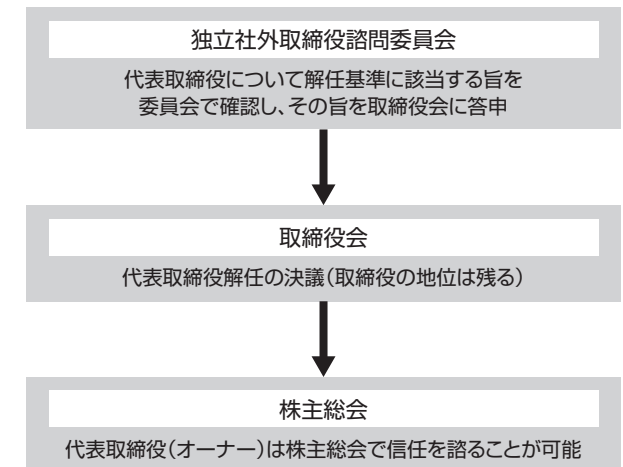 独立社外取締役諮問委員会
代表取締役について解任基準に該当する旨を
委員会で確認し、その旨を取締役会に答申
取締役会
代表取締役解任の決議（取締役の地位は残る）
株主総会
代表取締役（オーナー）は株主総会で信任を諮ることが可能